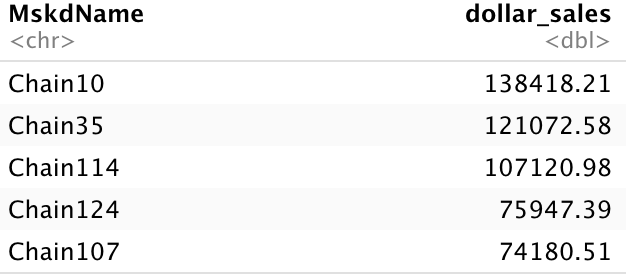 MskdName dollar_sales
<chr> <dbl>
Chain10 138418.21
Chain35 121072.58
Chain114 107120.98
Chain124 75947.39
Chain107 74180.51